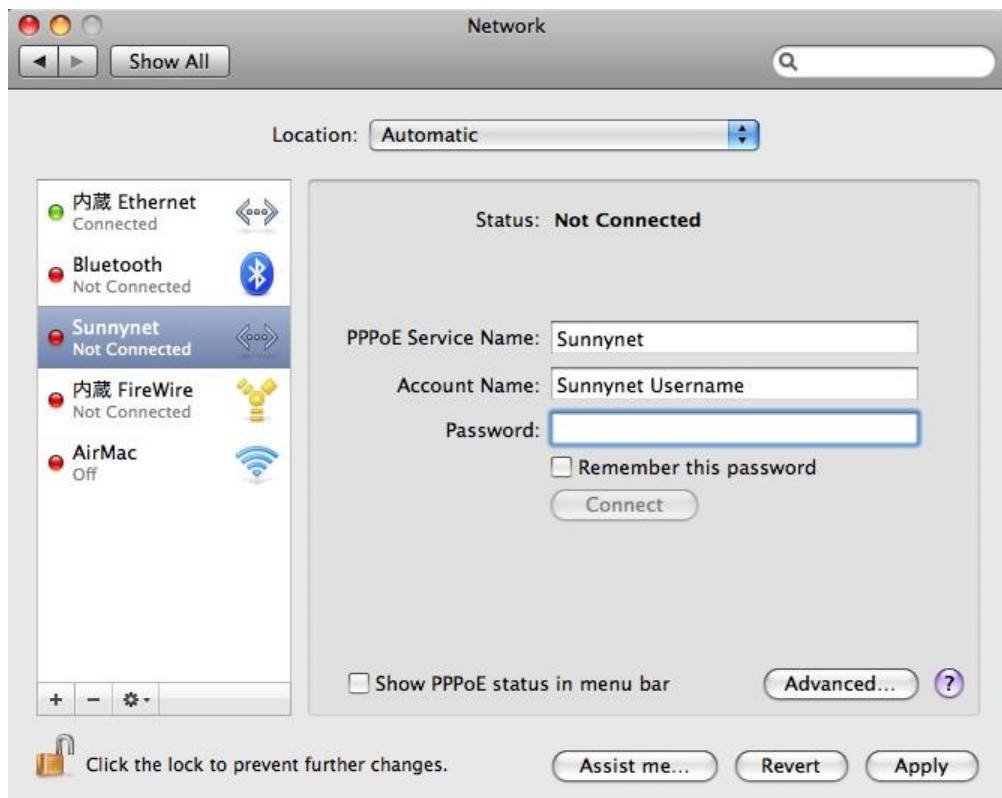 Network
Show All
Location: Automatic
内蔵 Ethernet
Connected
Bluetooth
Not Connected
Sunnynet
Not Connected
内蔵 FireWire
Not Connected
AirMac
Off
Status: Not Connected
PPPoE Service Name: Sunnynet
Account Name: Sunnynet Username
Password:
Remember this password
Connect
Show PPPoE status in menu bar
Advanced... ?
Click the lock to prevent further changes.
Assist me... Revert Apply